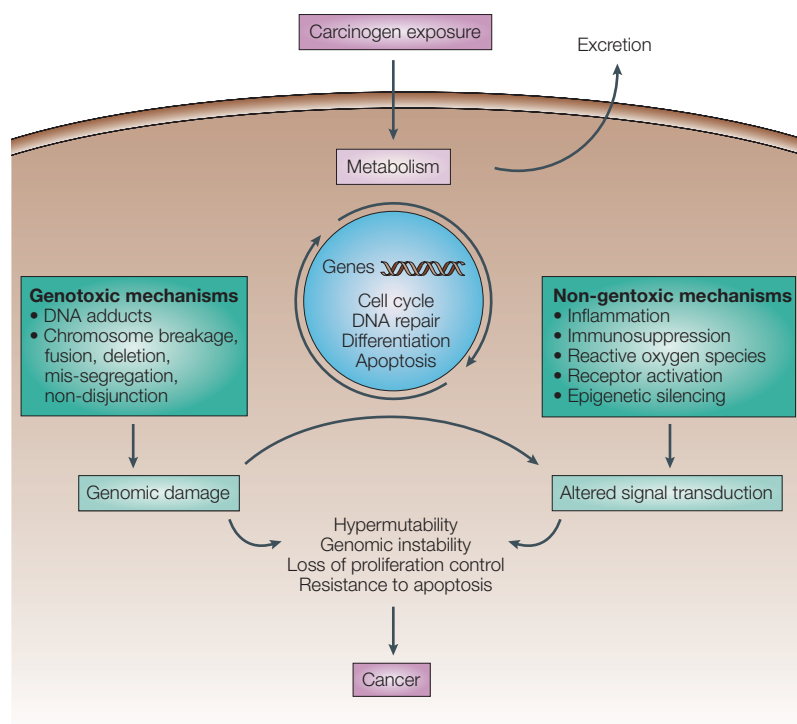 Carcinogen exposure
Excretion
Metabolism
Genes
Cell cycle
DNA repair
Differentiation
Apoptosis
Genotoxic mechanisms
• DNA adducts
• Chromosome breakage,
fusion, deletion,
mis-segregation,
non-disjunction
Non-gentoxic mechanisms
• Inflammation
• Immunosuppression
• Reactive oxygen species
• Receptor activation
• Epigenetic silencing
Genomic damage
Altered signal transduction
Hypermutability
Genomic instability
Loss of proliferation control
Resistance to apoptosis
Cancer